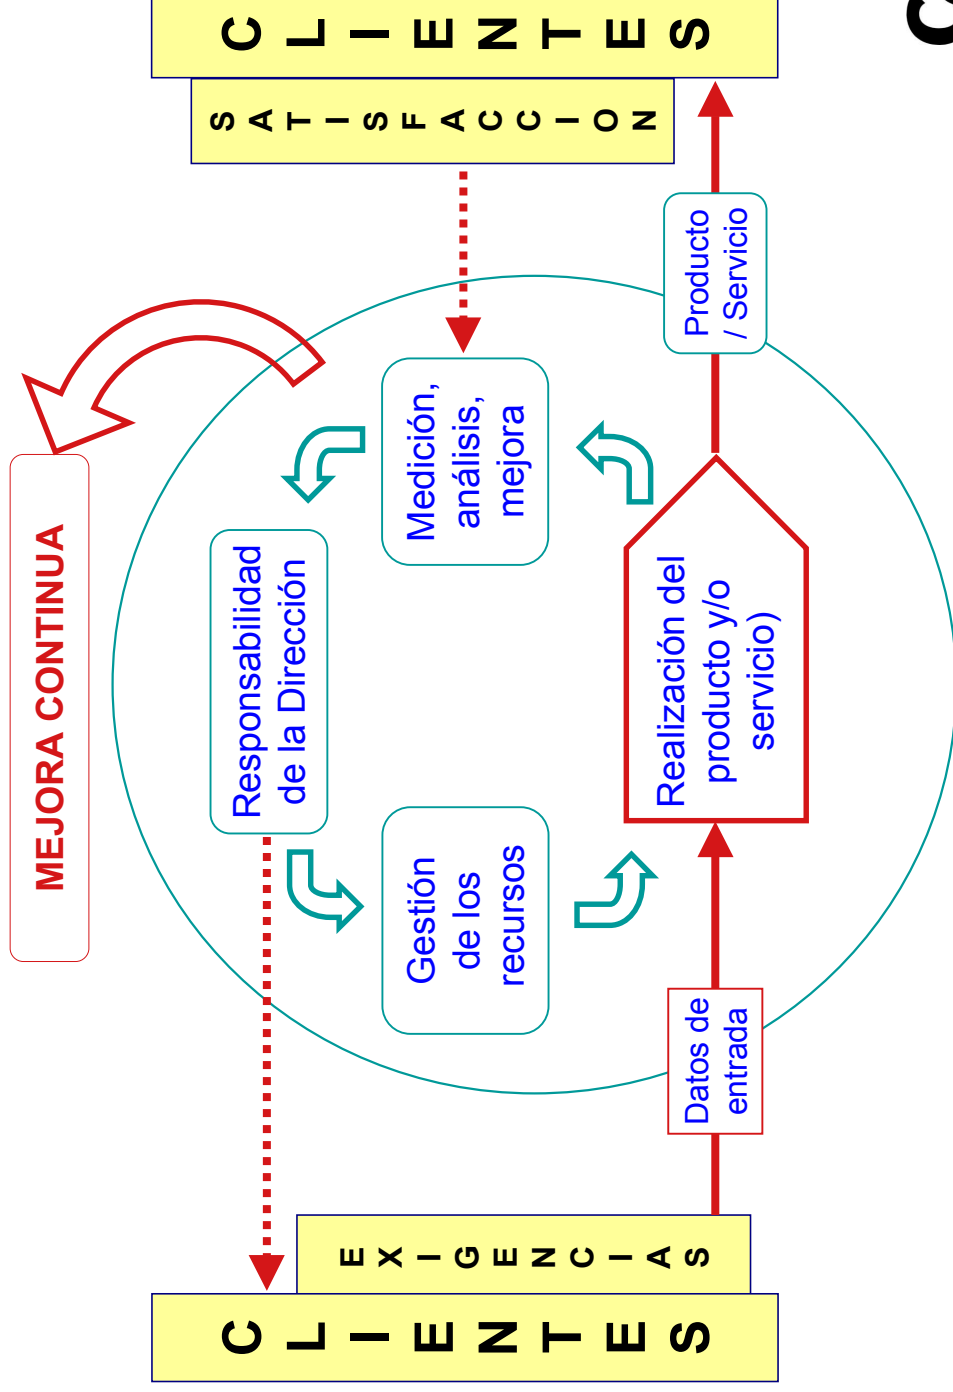 MEJORA CONTINUA
CLIENTES
EXIGENCIAS
Responsabilidad
de la Dirección
Gestión
de los
recursos
Medición,
análisis,
mejora
SATISFACCION
CLIENTES
Datos de
entrada
Realización del
producto y/o
servicio)
Producto
/ Servicio